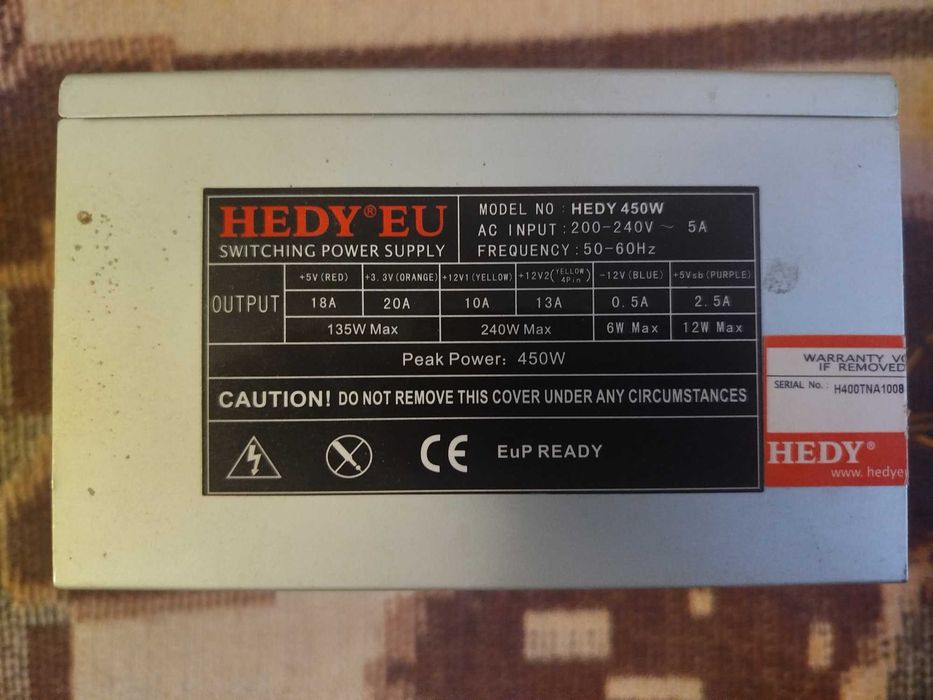 HEDY® EU
SWITCHING POWER SUPPLY
MODEL NO : HEDY 450W
AC INPUT : 200-240V ~ 5A
FREQUENCY : 50-60Hz
OUTPUT
+5V (RED) +3.3V (ORANGE) +12V1 (YELLOW) +12V2 (YELLOW 4Pin) -12V (BLUE) +5Vsb (PURPLE)
18A 20A 10A 13A 0.5A 2.5A
135W Max 240W Max 6W Max 12W Max
Peak Power: 450W
CAUTION! DO NOT REMOVE THIS COVER UNDER ANY CIRCUMSTANCES
CE EuP READY
WARRANTY VO
IF REMOVED
SERIAL No.: H400TNA1008
HEDY®
www. hedye